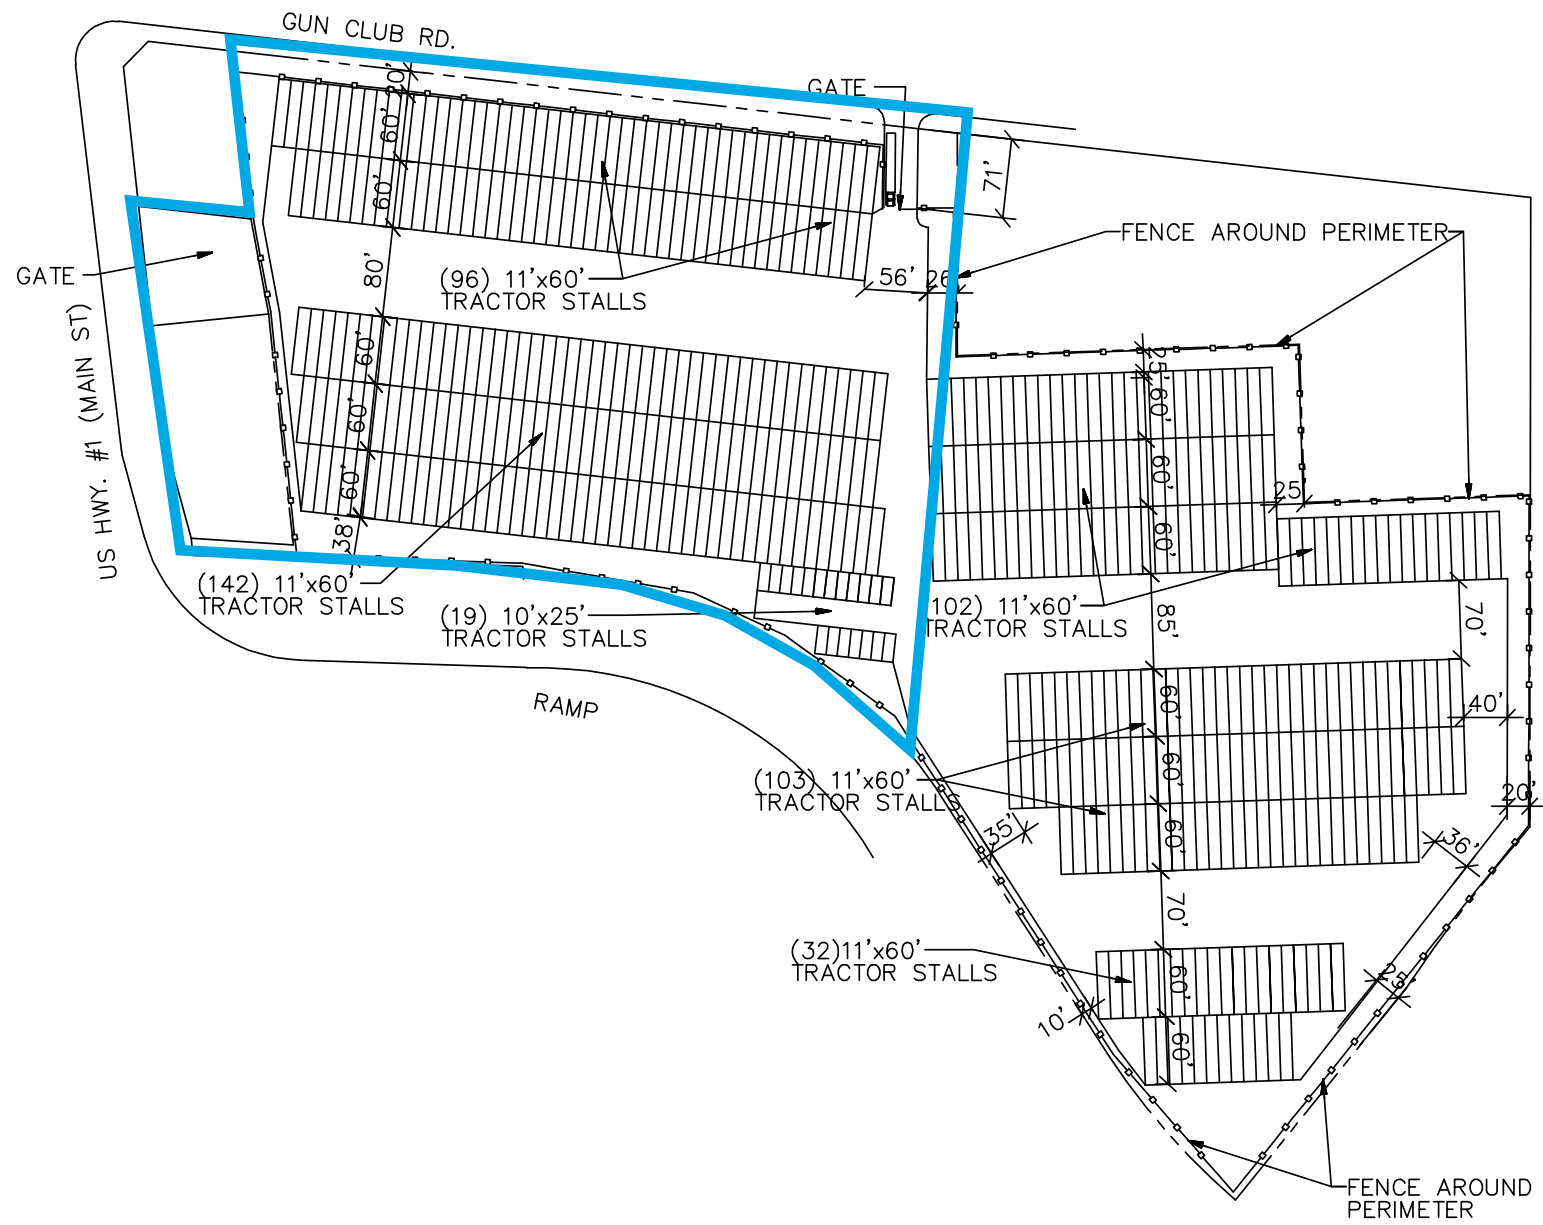 GUN CLUB RD.
GATE
20'
60'
60'
71'
FENCE AROUND PERIMETER
GATE
80'
(96) 11'x60'
TRACTOR STALLS
56'
26'
US HWY. #1 (MAIN ST)
60'
60'
60'
38'
25'
60'
60'
60'
25'
(142) 11'x60'
TRACTOR STALLS
(19) 10'x25'
TRACTOR STALLS
(102) 11'x60'
TRACTOR STALLS
85'
70'
RAMP
60'
60'
60'
40'
(103) 11'x60'
TRACTOR STALLS
20'
35'
36'
70'
(32)11'x60'
TRACTOR STALLS
60'
25'
10'
60'
FENCE AROUND
PERIMETER